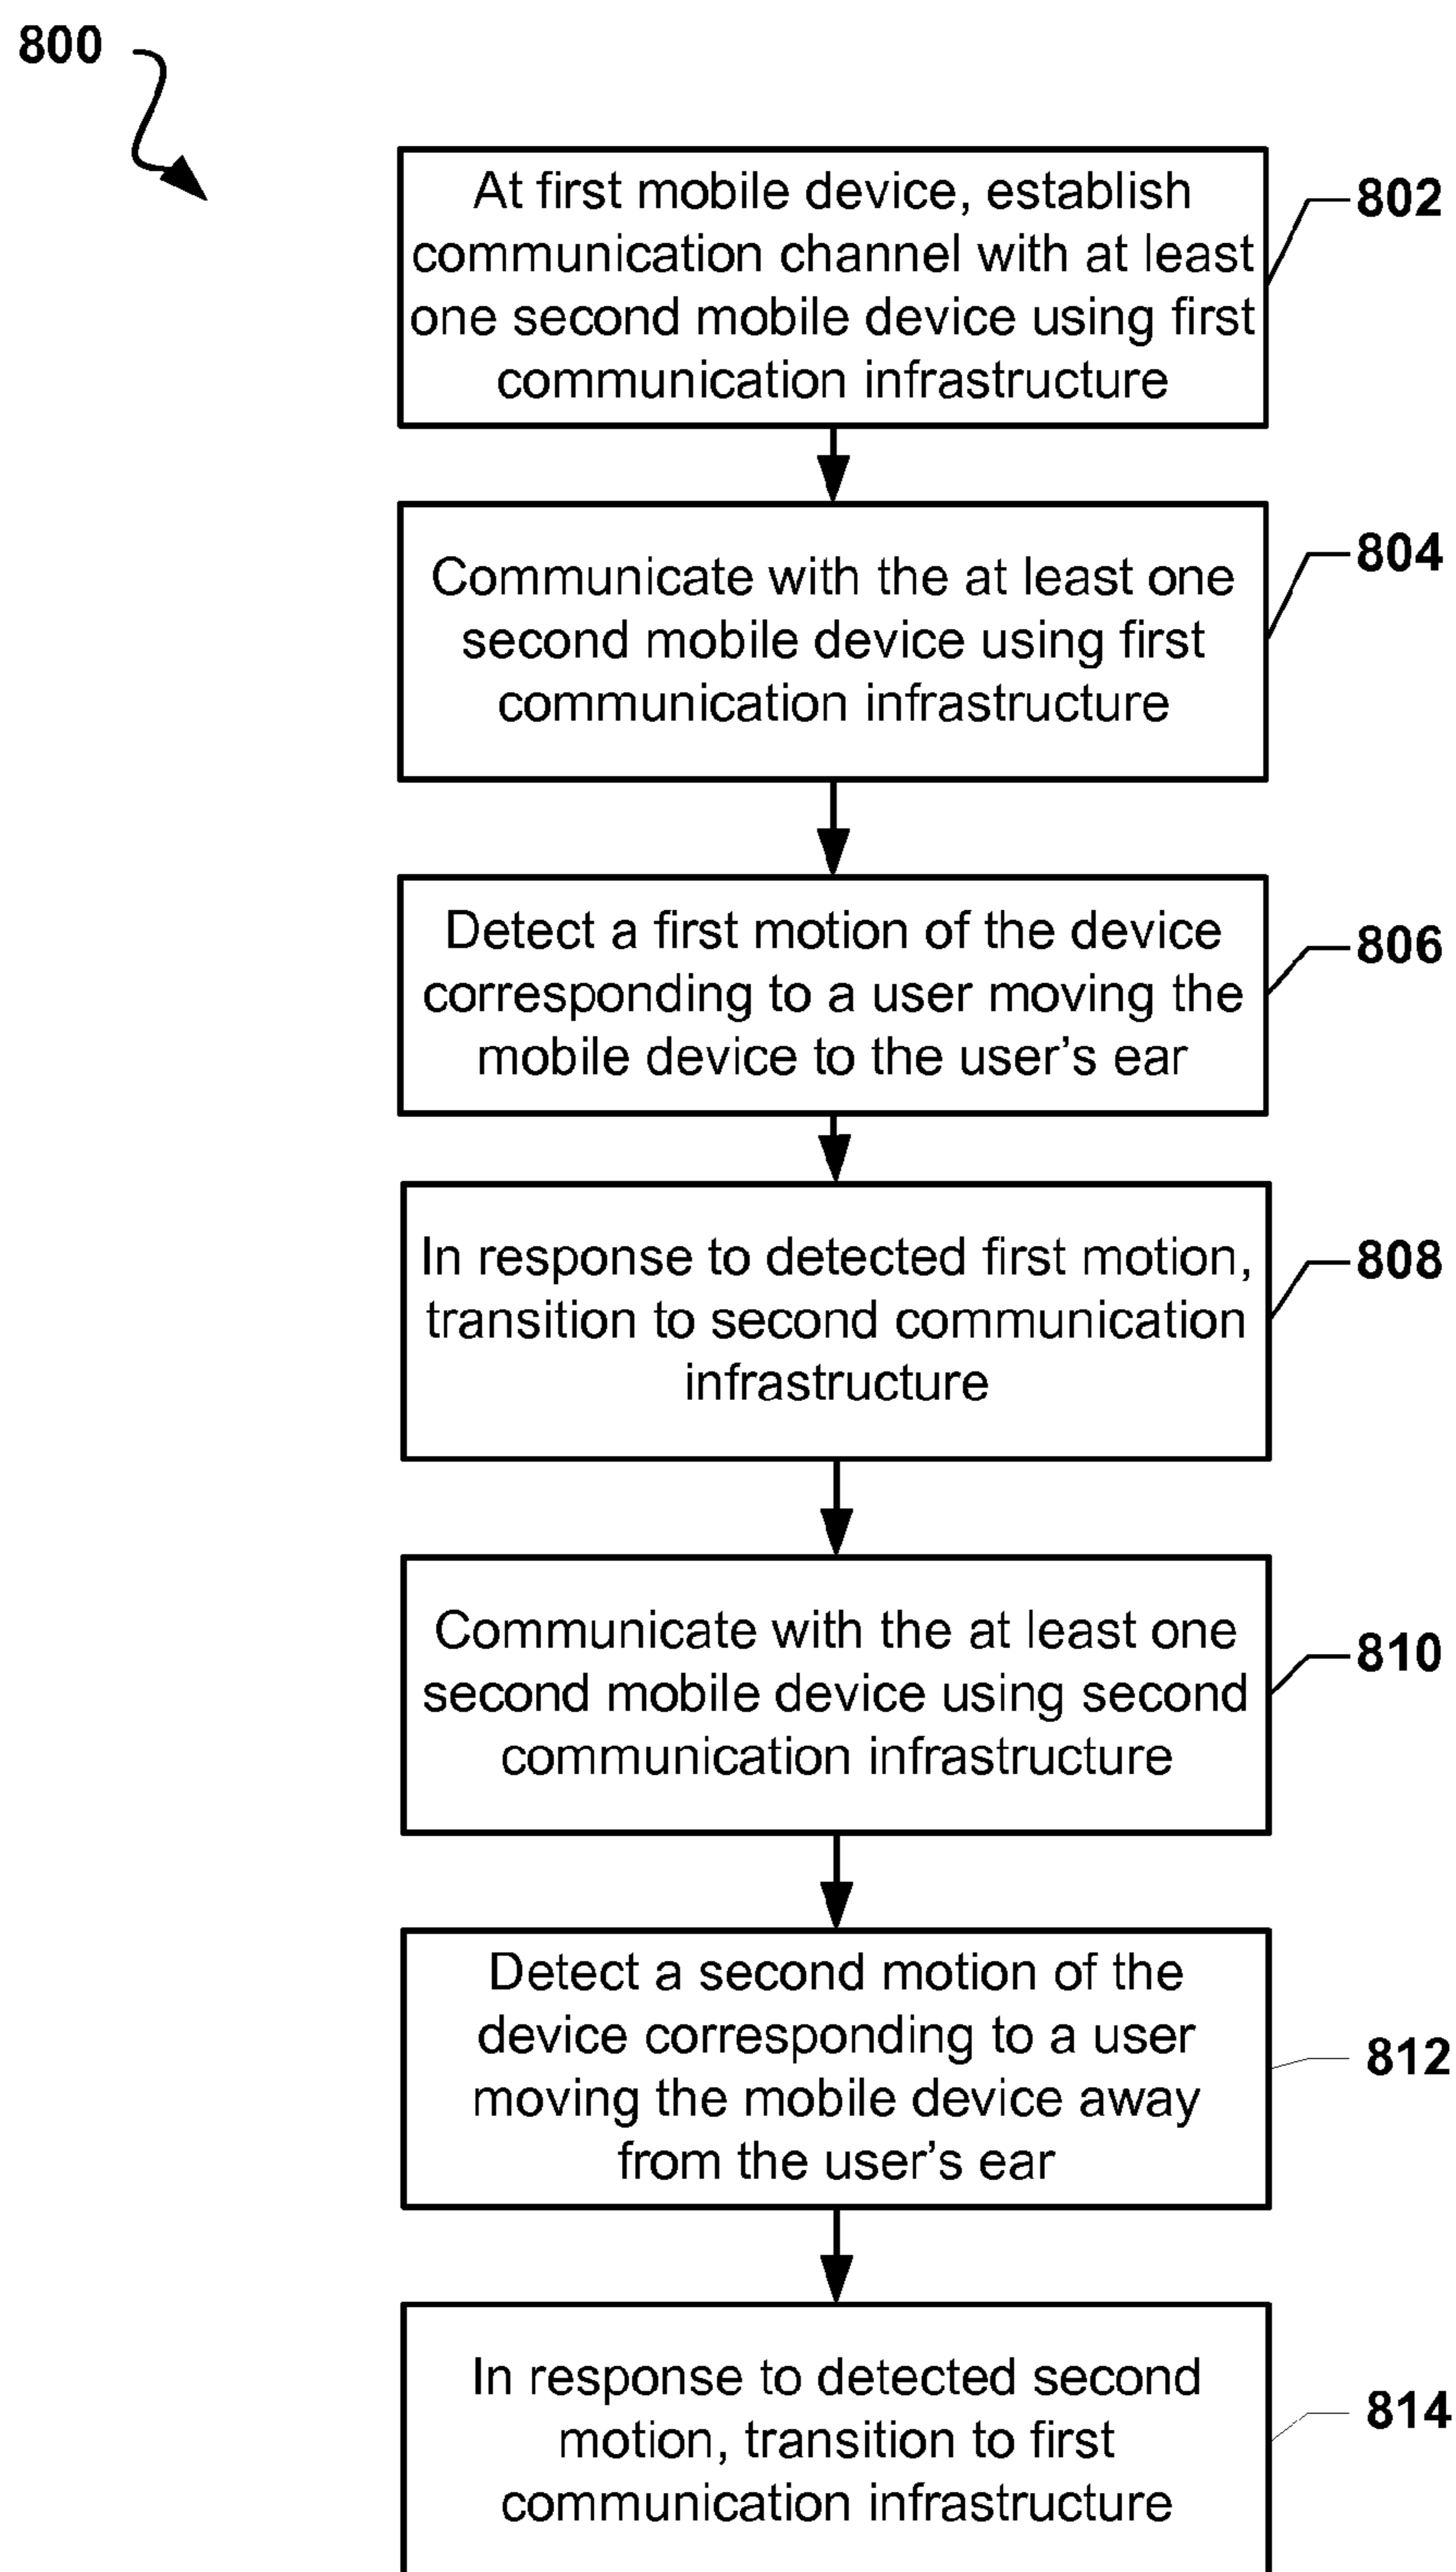 800
At first mobile device, establish
communication channel with at least
one second mobile device using first
communication infrastructure
802
Communicate with the at least one
second mobile device using first
communication infrastructure
804
Detect a first motion of the device
corresponding to a user moving the
mobile device to the user’s ear
806
In response to detected first motion,
transition to second communication
infrastructure
808
Communicate with the at least one
second mobile device using second
communication infrastructure
810
Detect a second motion of the
device corresponding to a user
moving the mobile device away
from the user’s ear
812
In response to detected second
motion, transition to first
communication infrastructure
814